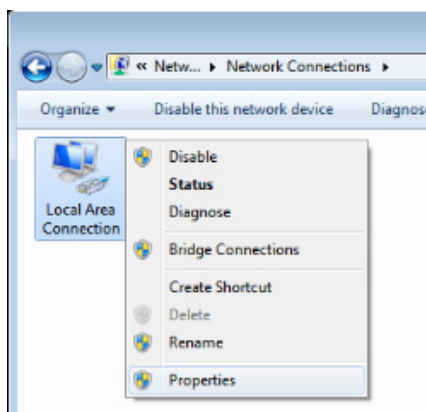 « Netw... ▸ Network Connections ▸
Organize ▾ Disable this network device Diagnos
Local Area
Connection
Disable
Status
Diagnose
Bridge Connections
Create Shortcut
Delete
Rename
Properties